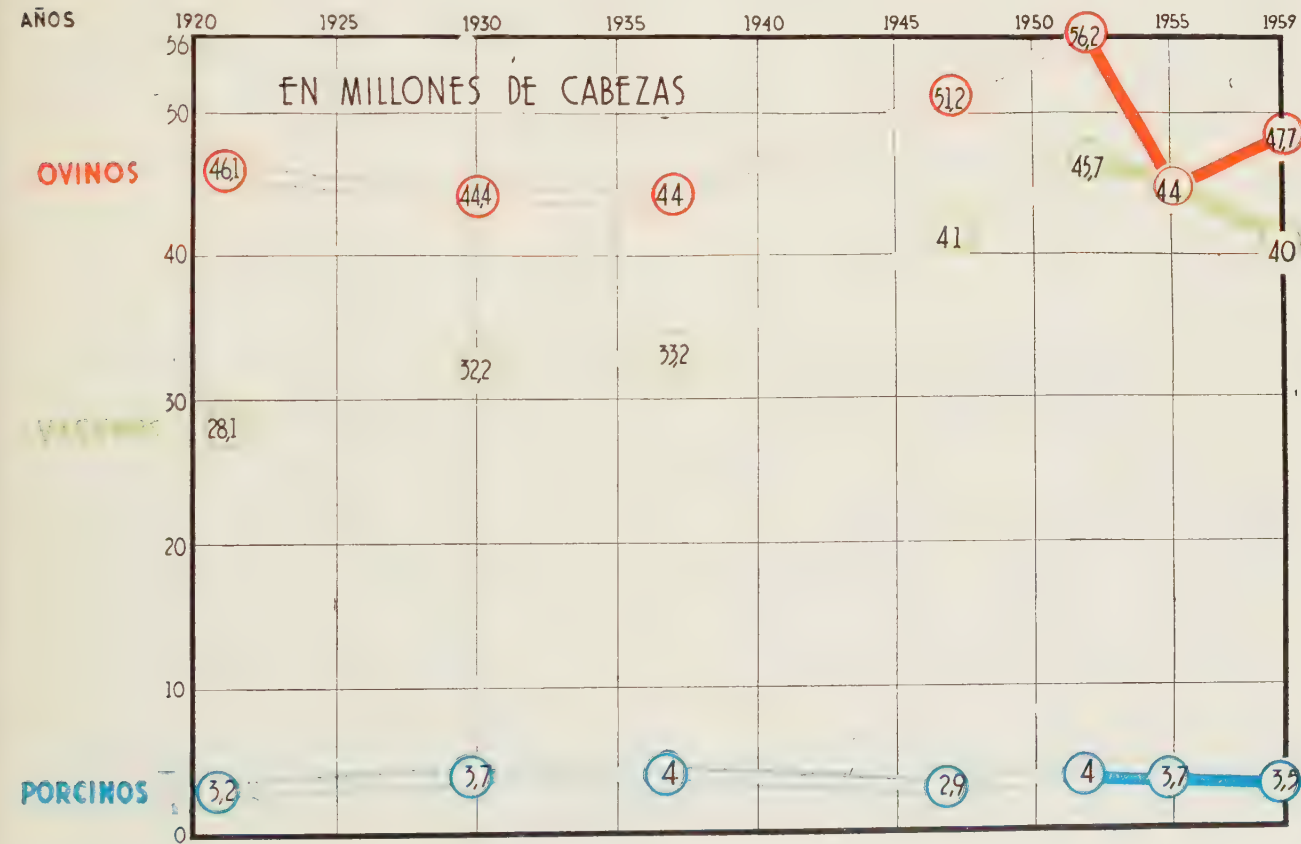 AÑOS 1920 1925 1930 1935 1940 1945 1950 1955 1959
56 56,2
EN MILLONES DE CABEZAS
50 51,2
OVINOS 46,1 44,4 44 45,7 44 47,7
40 41 40
32,2 33,2
30
VACUNOS 28,1
20
10
PORCINOS 3,2 3,7 4 2,9 4 3,7 3,5
0